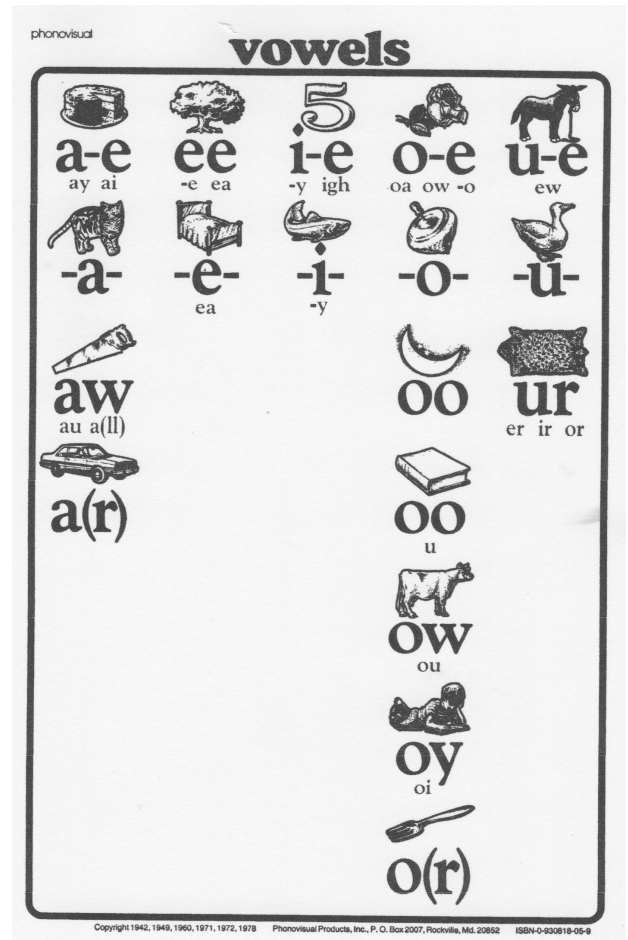 phonovisual
vowels
5
a-e ee i-e o-e u-e
ay ai -e ea -y igh oa ow -o ew
-a- -e- -i- -o- -u-
ea -y
aw oo ur
au a(ll) er ir or
a(r) oo
u
ow
ou
oy
oi
o(r)
Copyright 1942, 1949, 1960, 1971, 1972, 1978 Phonovisual Products, Inc., P. O. Box 2007, Rockville, Md. 20852 ISBN-0-930818-05-9